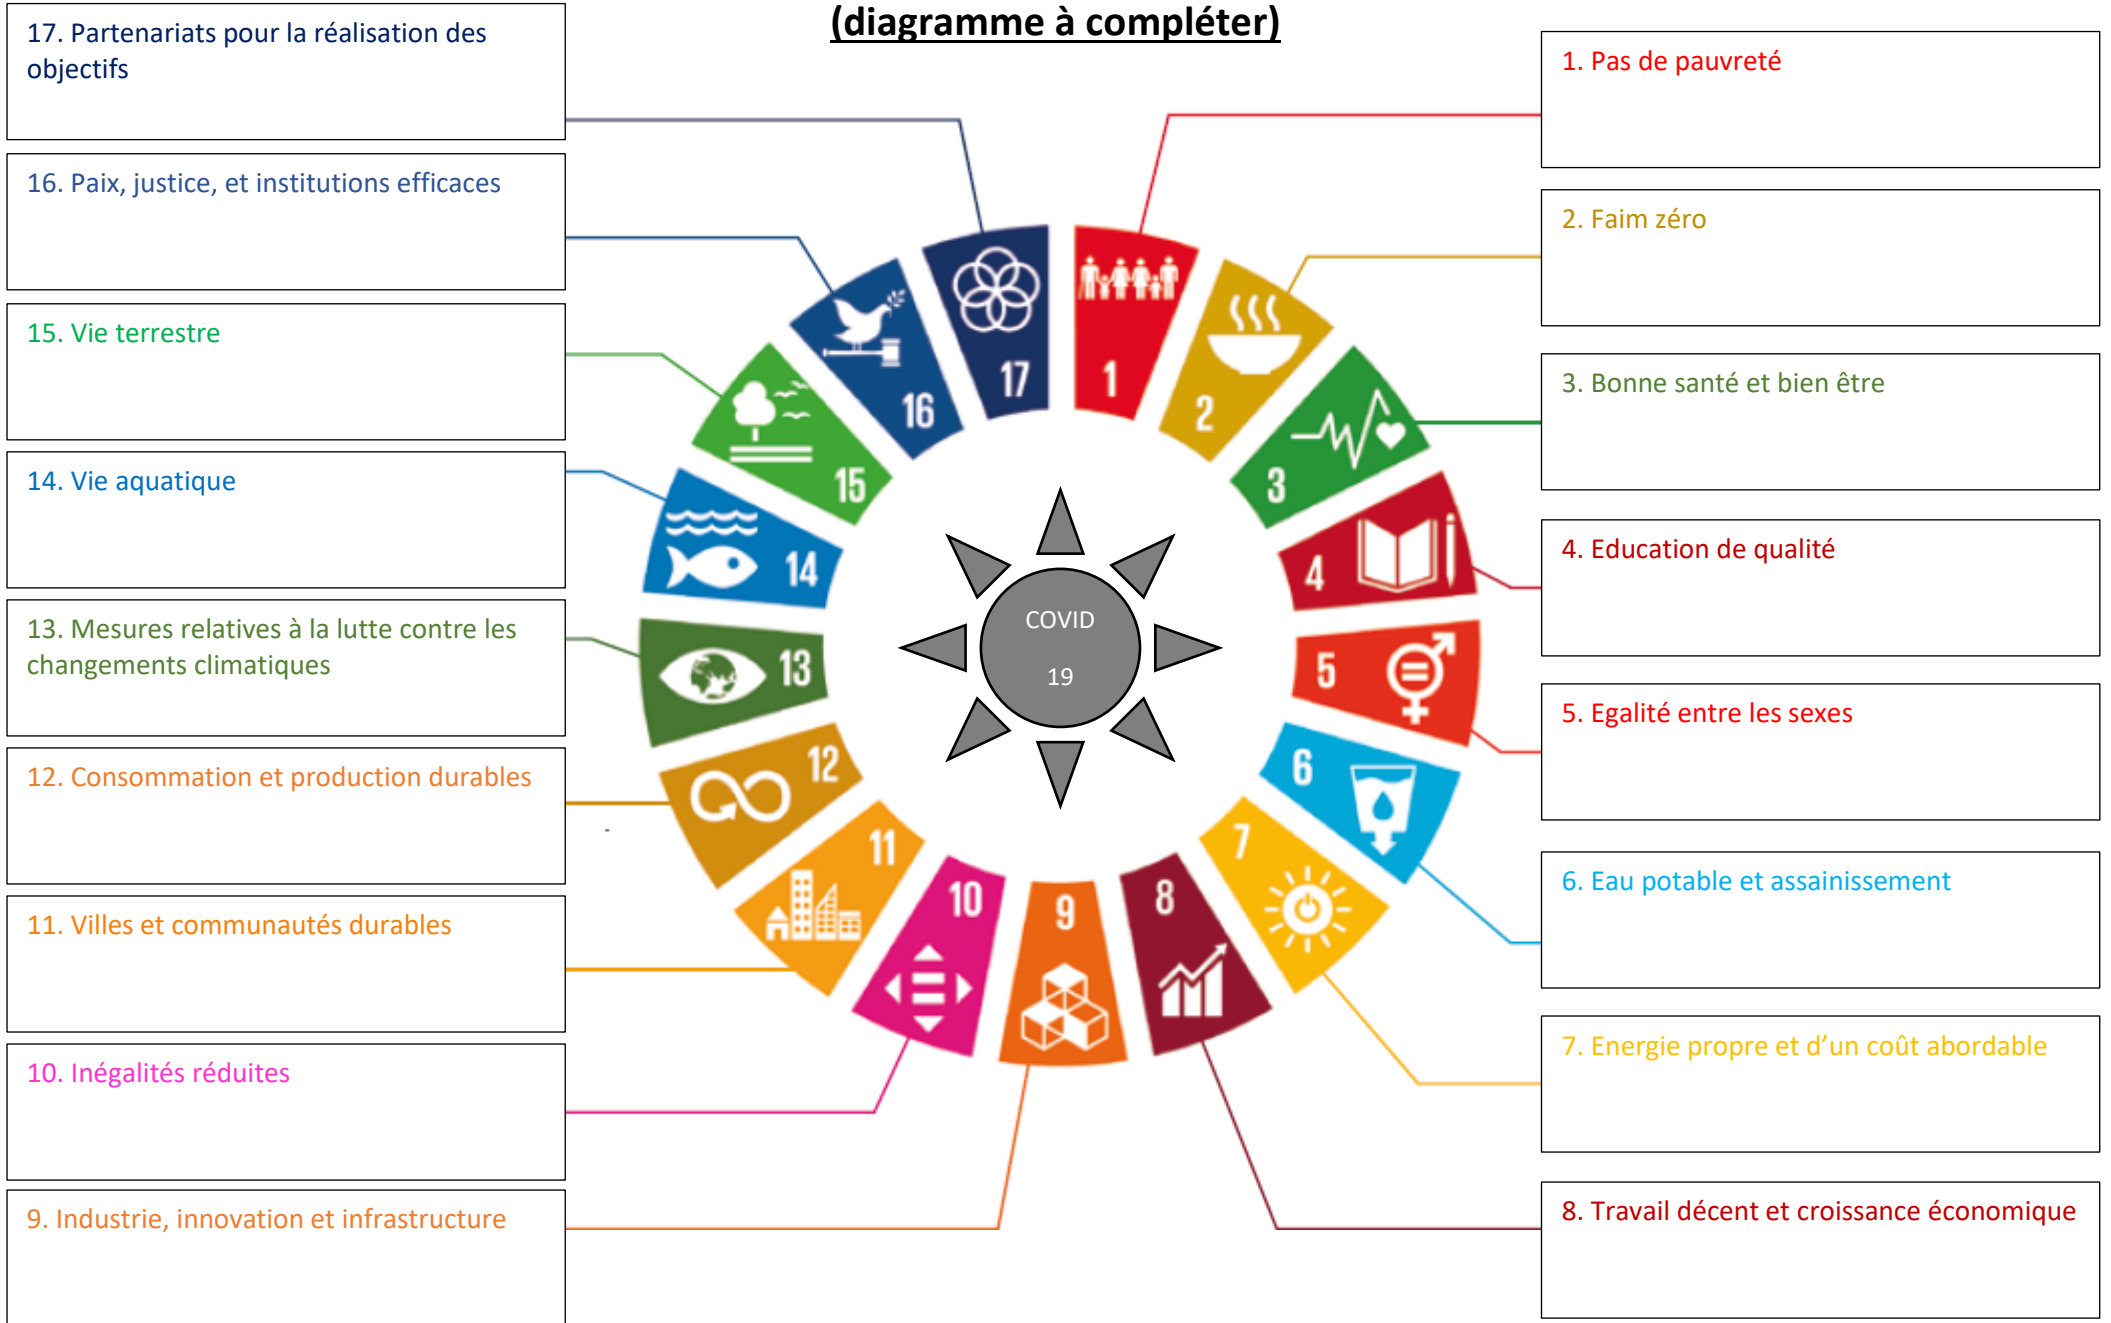 (diagramme à compléter)
17. Partenariats pour la réalisation des
objectifs
16. Paix, justice, et institutions efficaces
15. Vie terrestre
14. Vie aquatique
13. Mesures relatives à la lutte contre les
changements climatiques
12. Consommation et production durables
11. Villes et communautés durables
10. Inégalités réduites
9. Industrie, innovation et infrastructure
1. Pas de pauvreté
2. Faim zéro
3. Bonne santé et bien être
4. Education de qualité
5. Egalité entre les sexes
6. Eau potable et assainissement
7. Energie propre et d’un coût abordable
8. Travail décent et croissance économique
1
2
3
4
5
6
7
8
9
10
11
12
13
14
15
16
17
COVID
19